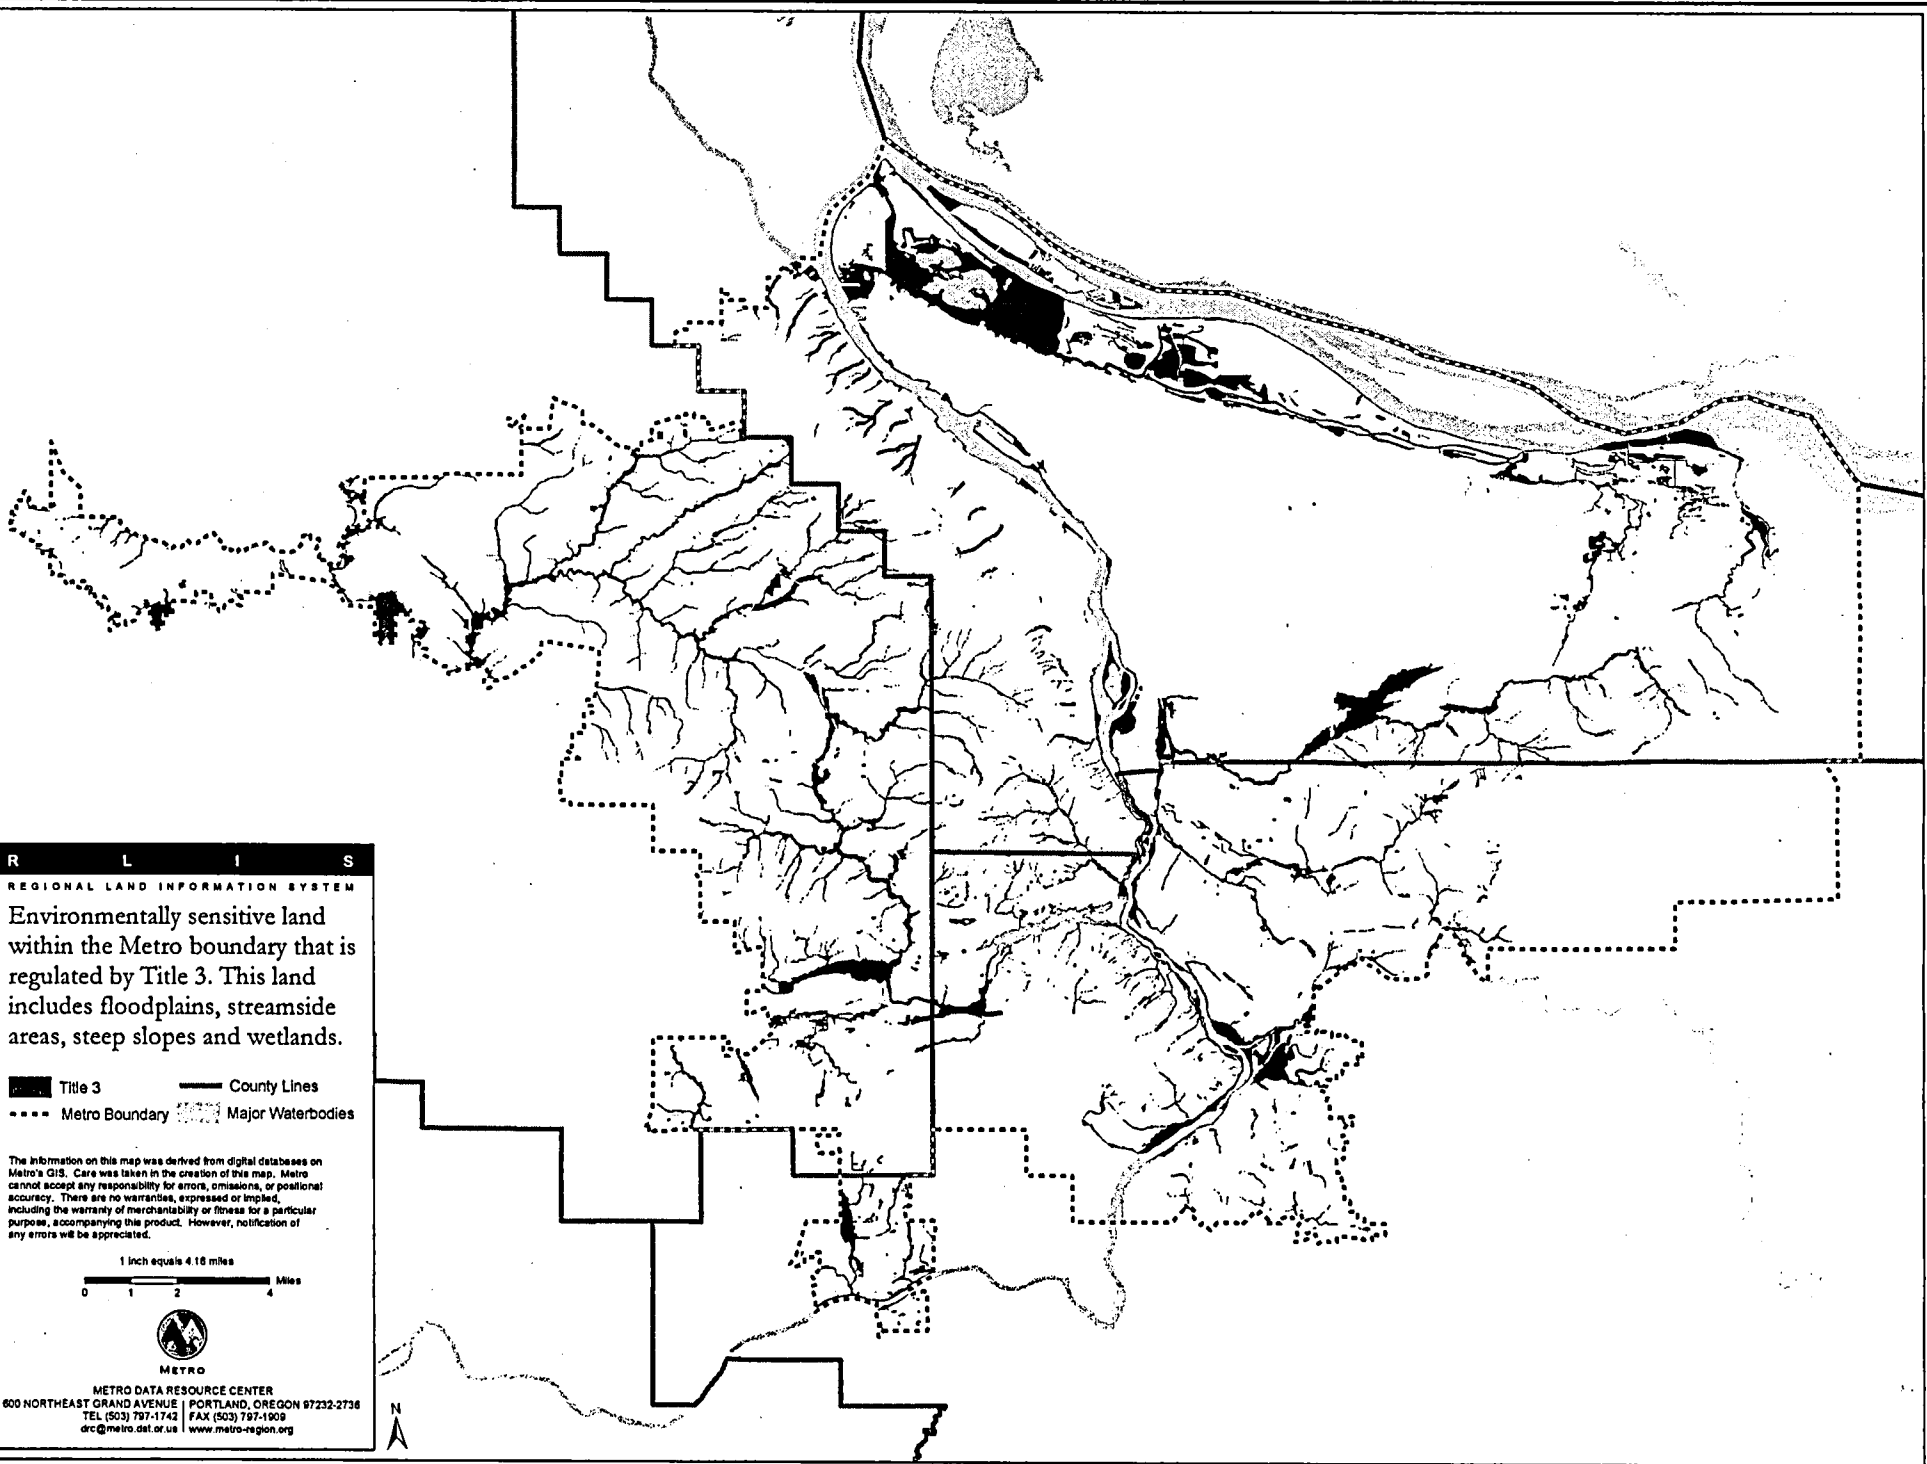 R L I S
REGIONAL LAND INFORMATION SYSTEM
Environmentally sensitive land
within the Metro boundary that is
regulated by Title 3. This land
includes floodplains, streamside
areas, steep slopes and wetlands.
Title 3
County Lines
Metro Boundary
Major Waterbodies
The information on this map was derived from digital databases on
Metro's GIS. Care was taken in the creation of this map. Metro
cannot accept any responsibility for errors, omissions, or positional
accuracy. There are no warranties, expressed or implied,
including the warranty of merchantability or fitness for a particular
purpose, accompanying this product. However, notification of
any errors will be appreciated.
1 inch equals 4.16 miles
Miles
0 1 2 4
METRO
METRO DATA RESOURCE CENTER
600 NORTHEAST GRAND AVENUE | PORTLAND, OREGON 97232-2736
TEL (503) 797-1742 | FAX (503) 797-1909
drc@metro.dst.or.us | www.metro-region.org
N